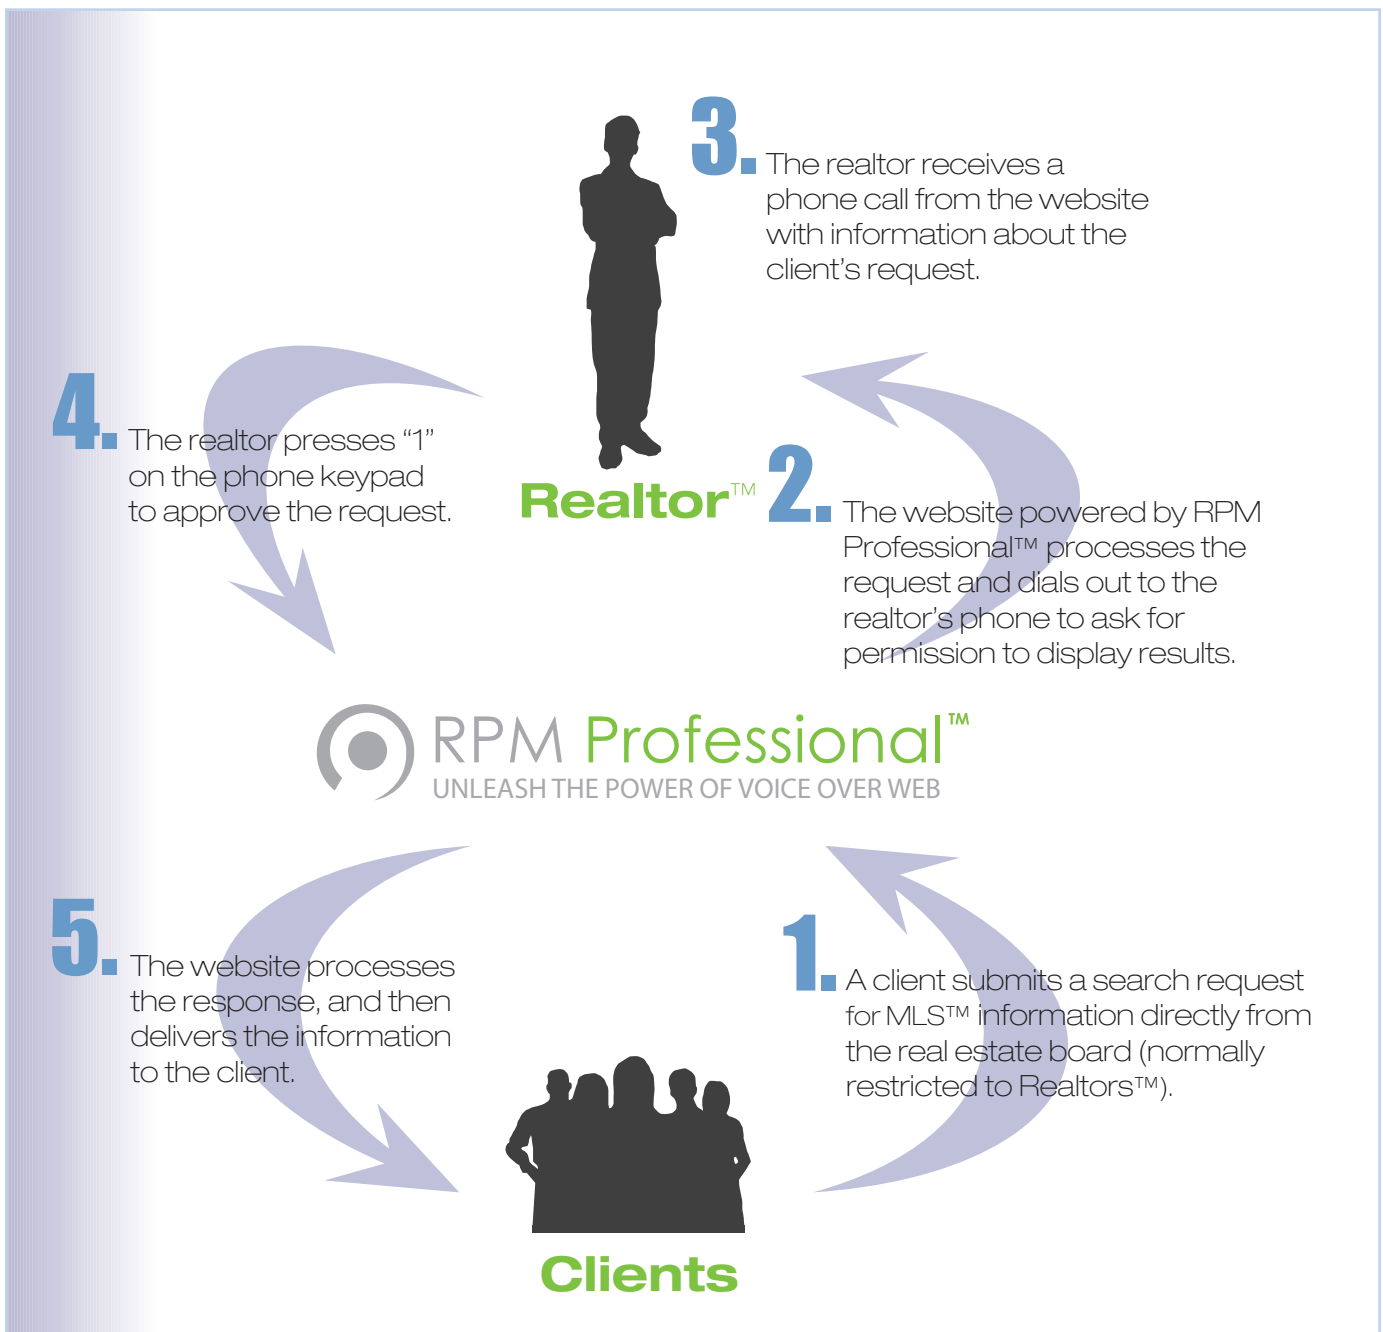 3.
The realtor receives a
phone call from the website
with information about the
client's request.
4.
The realtor presses “1”
on the phone keypad
to approve the request.
Realtor™
2.
The website powered by RPM
Professional™ processes the
request and dials out to the
realtor's phone to ask for
permission to display results.
RPM Professional™
UNLEASH THE POWER OF VOICE OVER WEB
5.
The website processes
the response, and then
delivers the information
to the client.
1.
A client submits a search request
for MLS™ information directly from
the real estate board (normally
restricted to Realtors™).
Clients